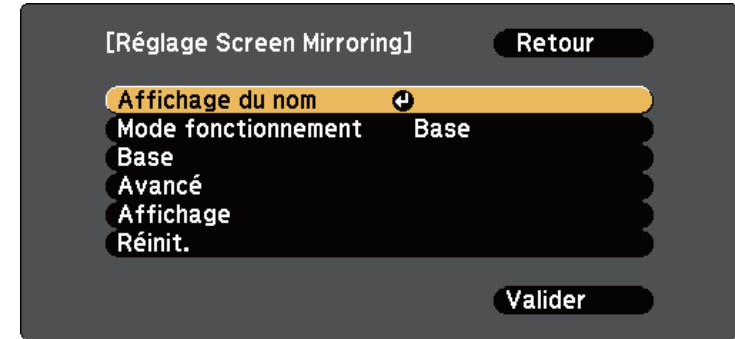 [Réglage Screen Mirroring] Retour
Affichage du nom
Mode fonctionnement Base
Base
Avancé
Affichage
Réinit.
Valider